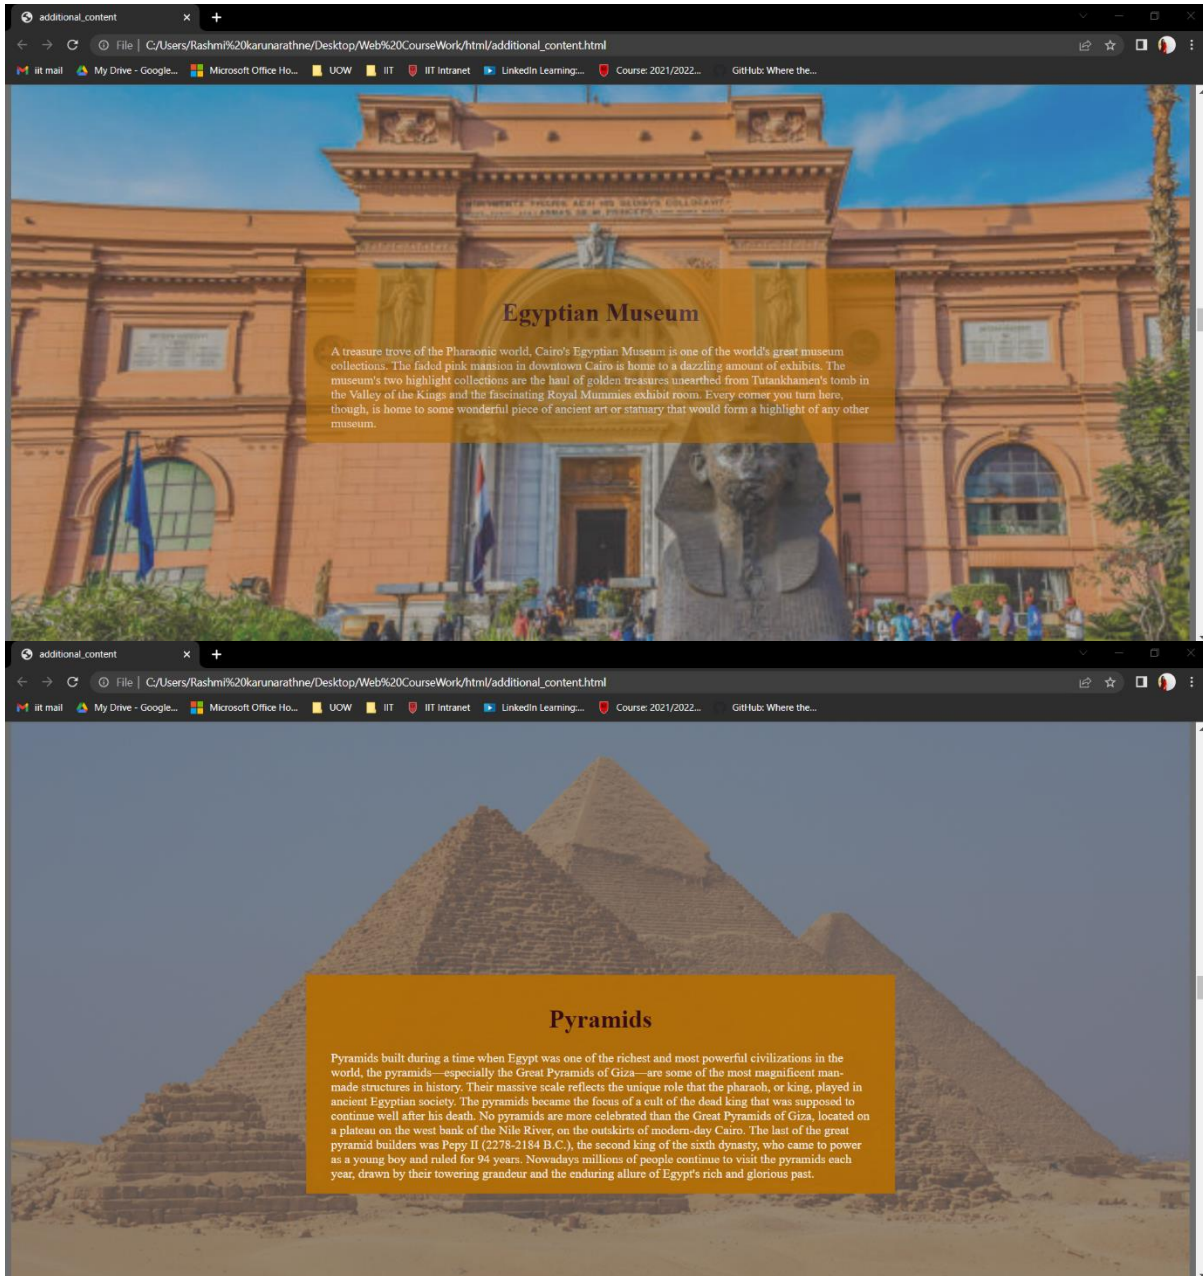 additional_content
File | C:/Users/Rashmi%20karunarathne/Desktop/Web%20CourseWork/html/additional_content.html
iit mail My Drive - Google... Microsoft Office Ho... UOW IIT IIT Intranet LinkedIn Learning:... Course: 2021/2022... GitHub: Where the...
Egyptian Museum
A treasure trove of the Pharaonic world, Cairo's Egyptian Museum is one of the world's great museum
collections. The faded pink mansion in downtown Cairo is home to a dazzling amount of exhibits. The
museum's two highlight collections are the haul of golden treasures unearthed from Tutankhamen's tomb in
the Valley of the Kings and the fascinating Royal Mummies exhibit room. Every corner you turn here,
though, is home to some wonderful piece of ancient art or statuary that would form a highlight of any other
museum.
additional_content
File | C:/Users/Rashmi%20karunarathne/Desktop/Web%20CourseWork/html/additional_content.html
iit mail My Drive - Google... Microsoft Office Ho... UOW IIT IIT Intranet LinkedIn Learning:... Course: 2021/2022... GitHub: Where the...
Pyramids
Pyramids built during a time when Egypt was one of the richest and most powerful civilizations in the
world, the pyramids—especially the Great Pyramids of Giza—are some of the most magnificent man-
made structures in history. Their massive scale reflects the unique role that the pharaoh, or king, played in
ancient Egyptian society. The pyramids became the focus of a cult of the dead king that was supposed to
continue well after his death. No pyramids are more celebrated than the Great Pyramids of Giza, located on
a plateau on the west bank of the Nile River, on the outskirts of modern-day Cairo. The last of the great
pyramid builders was Pepy II (2278-2184 B.C.), the second king of the sixth dynasty, who came to power
as a young boy and ruled for 94 years. Nowadays millions of people continue to visit the pyramids each
year, drawn by their towering grandeur and the enduring allure of Egypt's rich and glorious past.